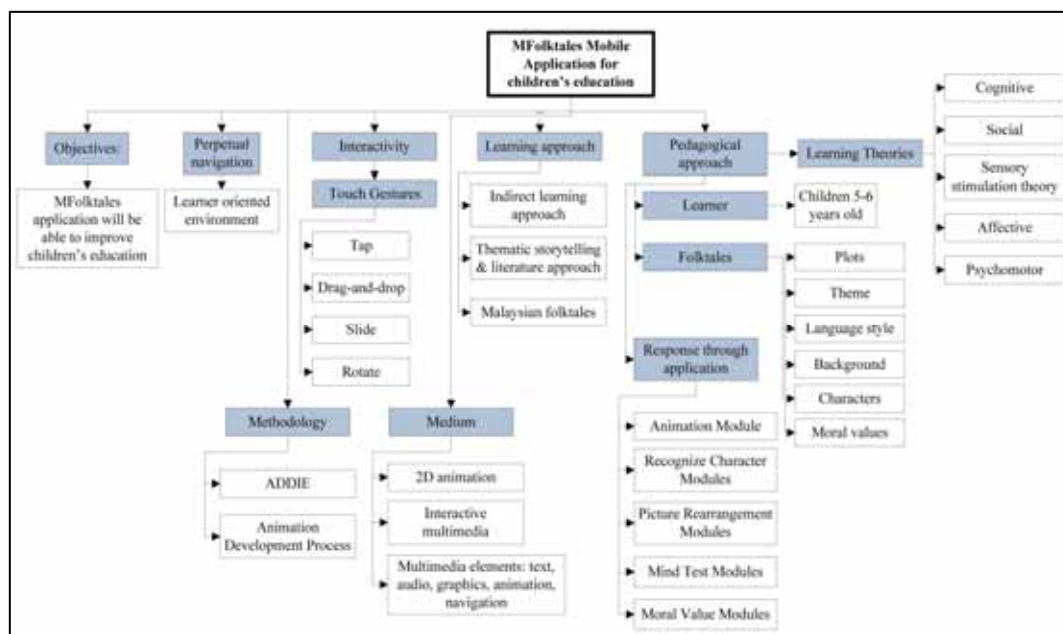 MFolktales Mobile
Application for
children's education
Objectives:
MFolktales
application will be
able to improve
children's education
Perpetual
navigation
Learner oriented
environment
Interactivity
Touch Gestures
Tap
Drag-and-drop
Slide
Rotate
Learning approach
Indirect learning
approach
Thematic storytelling
& literature approach
Malaysian folktales
Pedagogical
approach
Learning Theories
Cognitive
Social
Sensory
stimulation theory
Affective
Psychomotor
Learner
Children 5-6
years old
Folktales
Plots
Theme
Language style
Background
Characters
Moral values
Response through
application
Animation Module
Recognize Character
Modules
Picture Rearrangement
Modules
Mind Test Modules
Moral Value Modules
Methodology
ADDIE
Animation
Development Process
Medium
2D animation
Interactive
multimedia
Multimedia elements: text,
audio, graphics, animation,
navigation